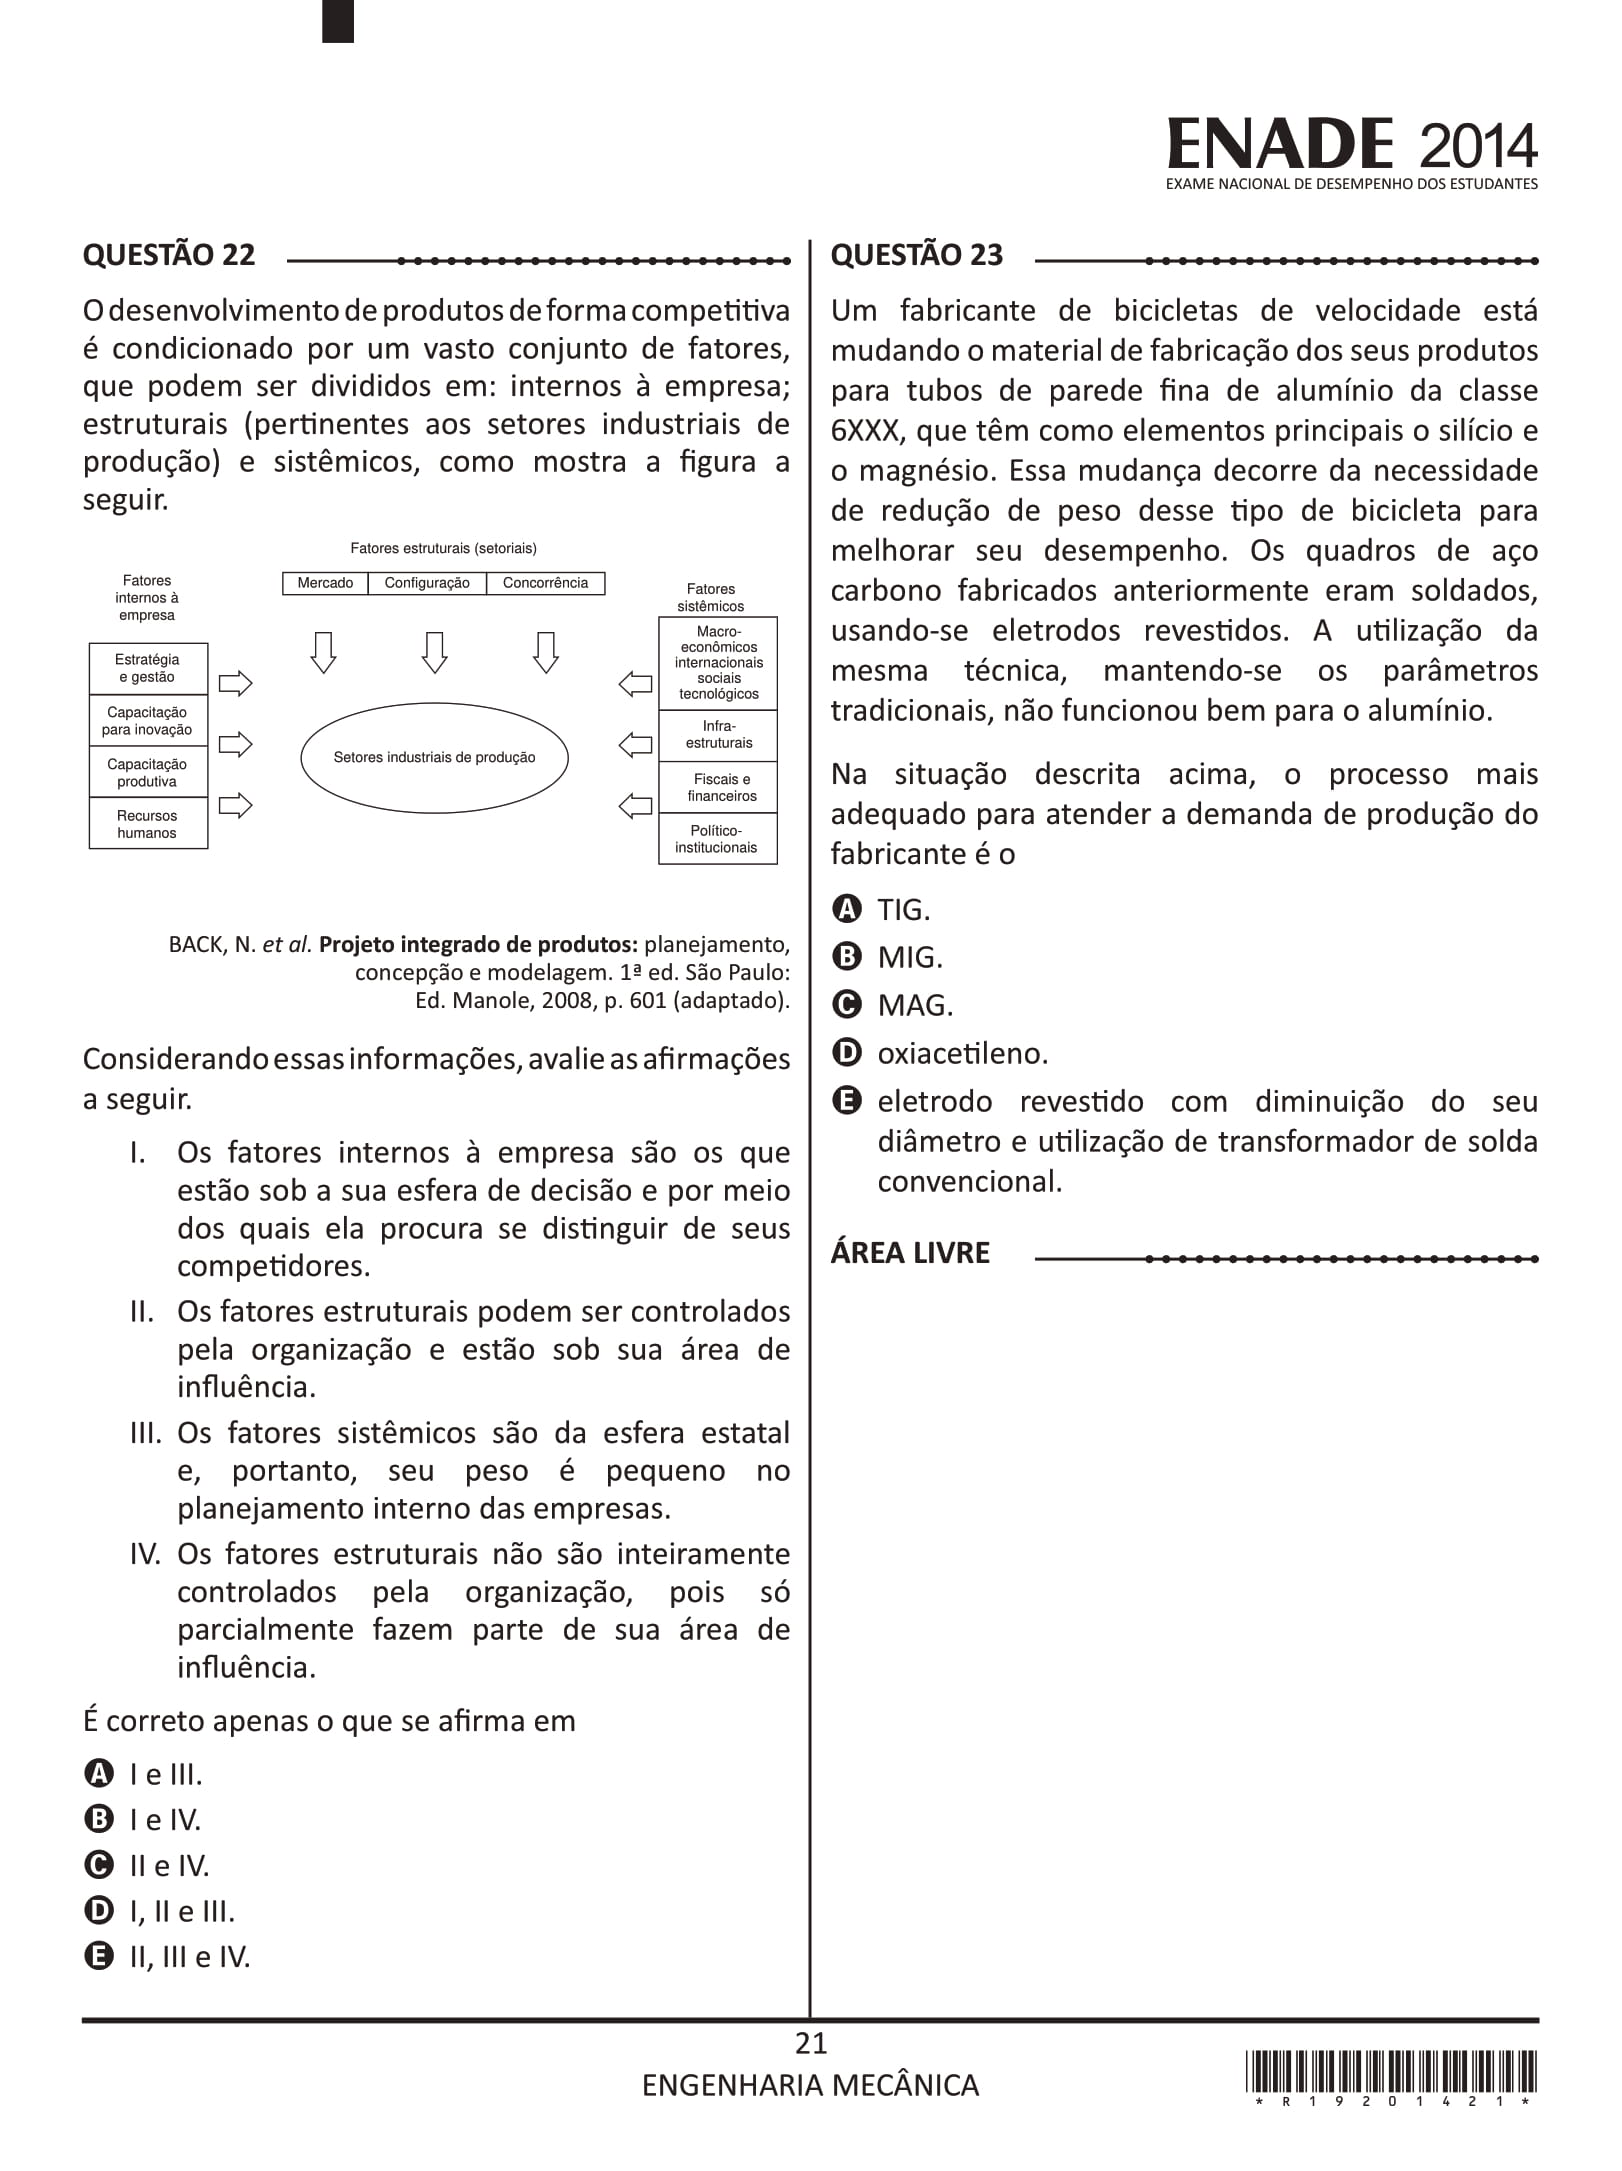 ENADE 2014
EXAME NACIONAL DE DESEMPENHO DOS ESTUDANTES
QUESTÃO 22
O desenvolvimento de produtos de forma competitiva
é condicionado por um vasto conjunto de fatores,
que podem ser divididos em: internos à empresa;
estruturais (pertinentes aos setores industriais de
produção) e sistêmicos, como mostra a figura a
seguir.
Fatores estruturais (setoriais)
Mercado
Configuração
Concorrência
Fatores
internos à
empresa
Estratégia
e gestão
Capacitação
para inovação
Capacitação
produtiva
Recursos
humanos
Setores industriais de produção
Fatores
sistêmicos
Macro-
econômicos
internacionais
sociais
tecnológicos
Infra-
estruturais
Fiscais e
financeiros
Político-
institucionais
BACK, N. et al. Projeto integrado de produtos: planejamento,
concepção e modelagem. 1ª ed. São Paulo:
Ed. Manole, 2008, p. 601 (adaptado).
Considerando essas informações, avalie as afirmações
a seguir.
I. Os fatores internos à empresa são os que
estão sob a sua esfera de decisão e por meio
dos quais ela procura se distinguir de seus
competidores.
II. Os fatores estruturais podem ser controlados
pela organização e estão sob sua área de
influência.
III. Os fatores sistêmicos são da esfera estatal
e, portanto, seu peso é pequeno no
planejamento interno das empresas.
IV. Os fatores estruturais não são inteiramente
controlados pela organização, pois só
parcialmente fazem parte de sua área de
influência.
É correto apenas o que se afirma em
A I e III.
B I e IV.
C II e IV.
D I, II e III.
E II, III e IV.
QUESTÃO 23
Um fabricante de bicicletas de velocidade está
mudando o material de fabricação dos seus produtos
para tubos de parede fina de alumínio da classe
6XXX, que têm como elementos principais o silício e
o magnésio. Essa mudança decorre da necessidade
de redução de peso desse tipo de bicicleta para
melhorar seu desempenho. Os quadros de aço
carbono fabricados anteriormente eram soldados,
usando-se eletrodos revestidos. A utilização da
mesma técnica, mantendo-se os parâmetros
tradicionais, não funcionou bem para o alumínio.
Na situação descrita acima, o processo mais
adequado para atender a demanda de produção do
fabricante é o
A TIG.
B MIG.
C MAG.
D oxiacetileno.
E eletrodo revestido com diminuição do seu
diâmetro e utilização de transformador de solda
convencional.
ÁREA LIVRE
21
ENGENHARIA MECÂNICA
*R19201421*